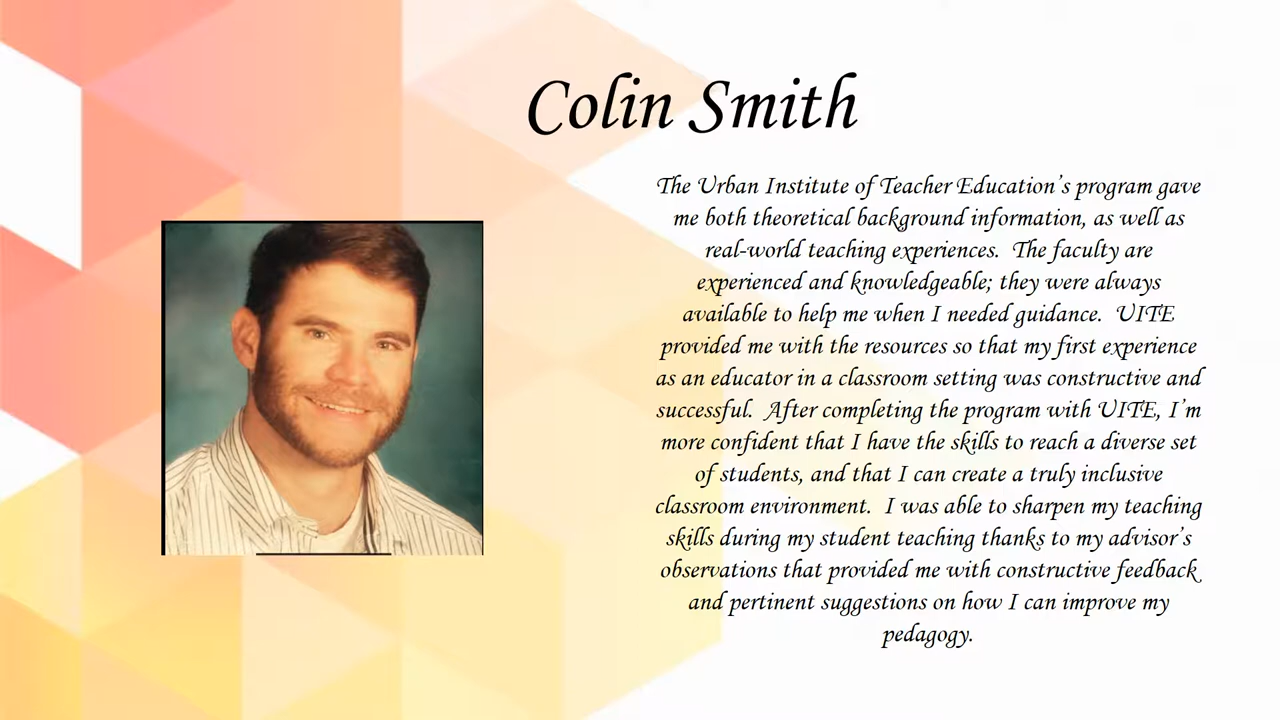 Colin Smith
The Urban Institute of Teacher Education’s program gave
me both theoretical background information, as well as
real-world teaching experiences.  The faculty are
experienced and knowledgeable; they were always
available to help me when I needed guidance.  UITE
provided me with the resources so that my first experience
as an educator in a classroom setting was constructive and
successful.  After completing the program with UITE, I’m
more confident that I have the skills to reach a diverse set
of students, and that I can create a truly inclusive
classroom environment.  I was able to sharpen my teaching
skills during my student teaching thanks to my advisor’s
observations that provided me with constructive feedback
and pertinent suggestions on how I can improve my
pedagogy.